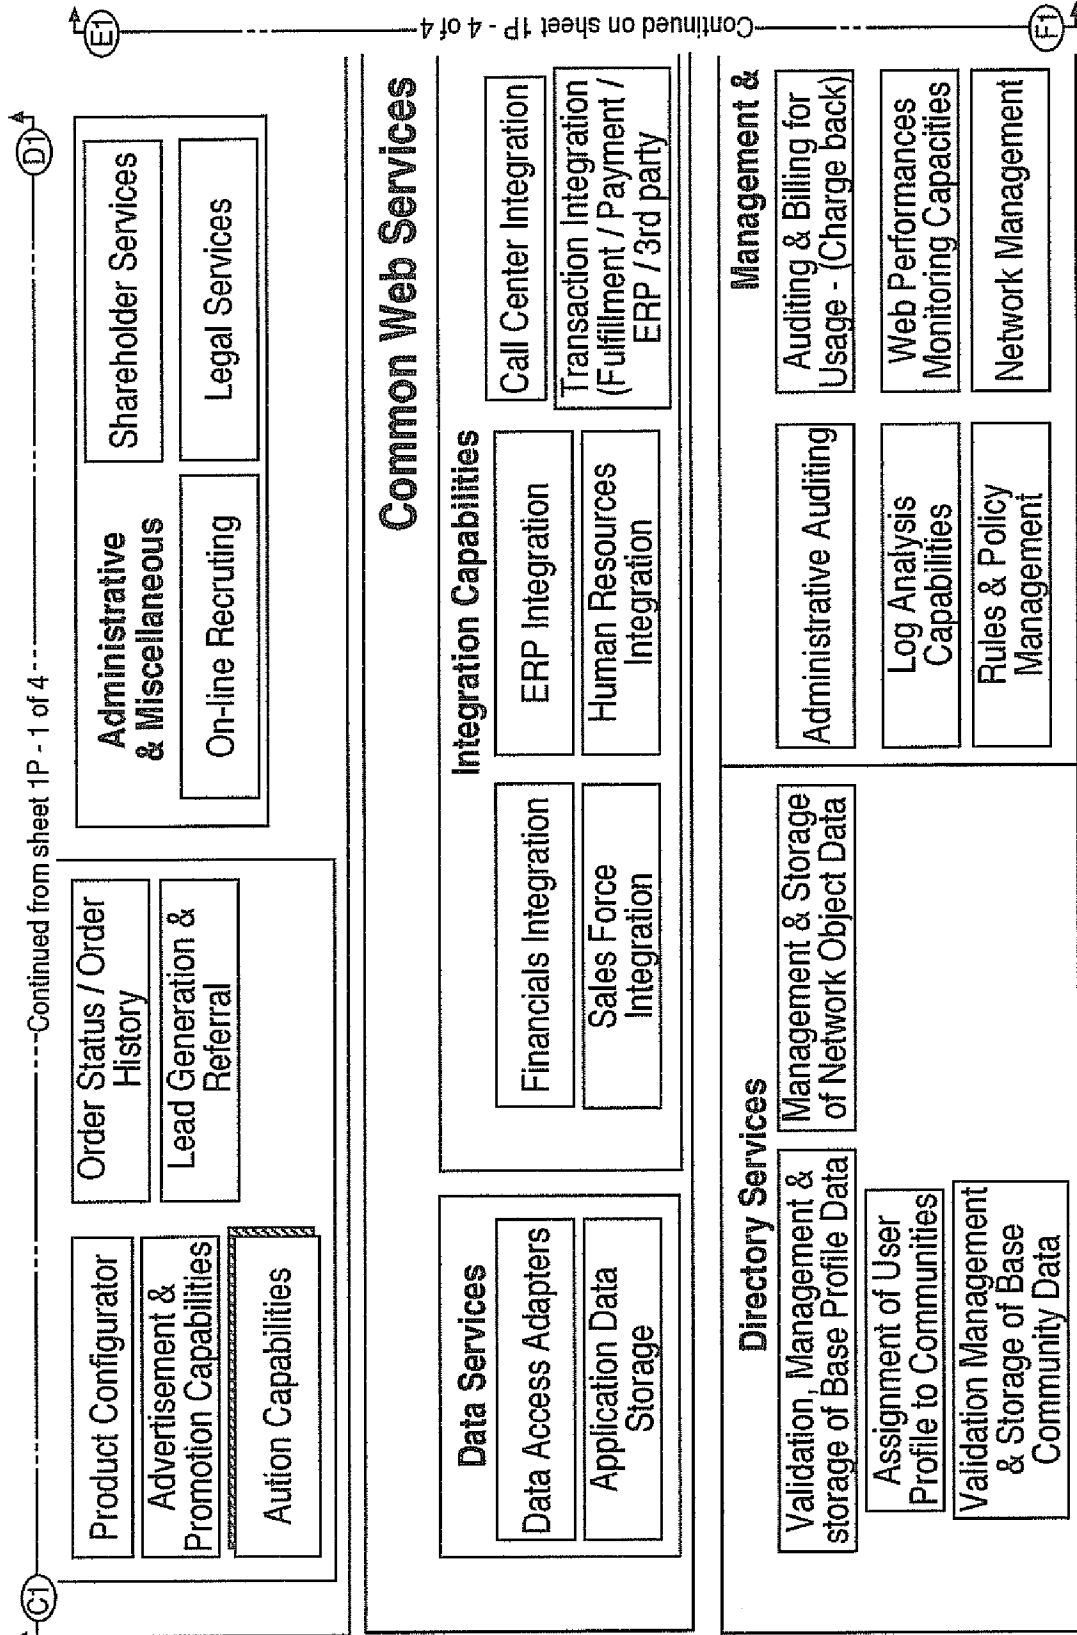 C1
Continued from sheet 1P - 1 of 4
D1
E1
Continued on sheet 1P - 4 of 4
F1
Product Configurator
Advertisement &
Promotion Capabilities
Aution Capabilities
Order Status / Order
History
Lead Generation &
Referral
Administrative
& Miscellaneous
Shareholder Services
On-line Recruting
Legal Services
Common Web Services
Data Services
Data Access Adapters
Application Data
Storage
Integration Capabilities
Financials Integration
Sales Force
Integration
ERP Integration
Human Resources
Integration
Call Center Integration
Transaction Integration
(Fulfillment / Payment /
ERP / 3rd party
Directory Services
Validation, Management &
storage of Base Profile Data
Assignment of User
Profile to Communities
Validation Management
& Storage of Base
Community Data
Management & Storage
of Network Object Data
Management &
Administrative Auditing
Log Analysis
Capabilities
Rules & Policy
Management
Auditing & Billing for
Usage - (Charge back)
Web Performances
Monitoring Capacities
Network Management